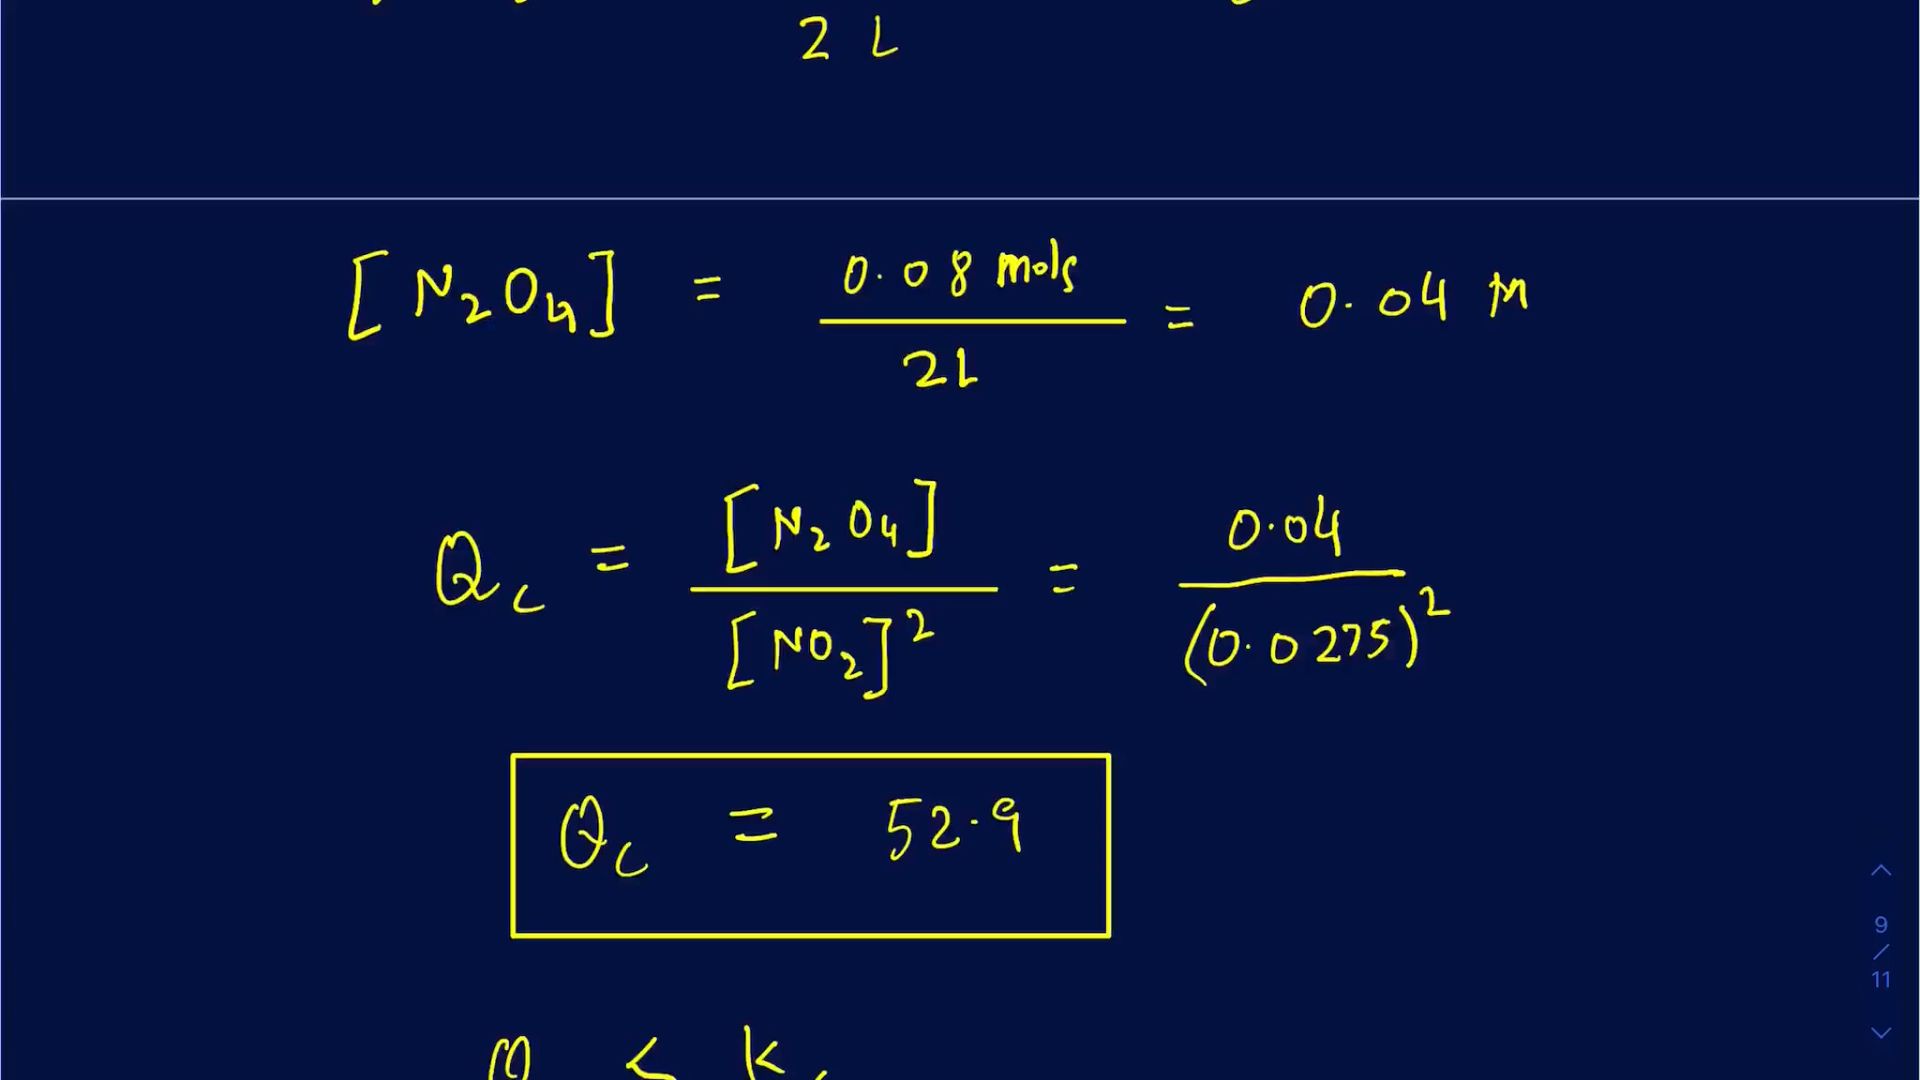 2 L
[N₂O₄] = 0.08 mols / 2L = 0.04 M
Qc = [N₂O₄] / [NO₂]² = 0.04 / (0.0275)²
Qc = 52.9
9
/
11
Q < K